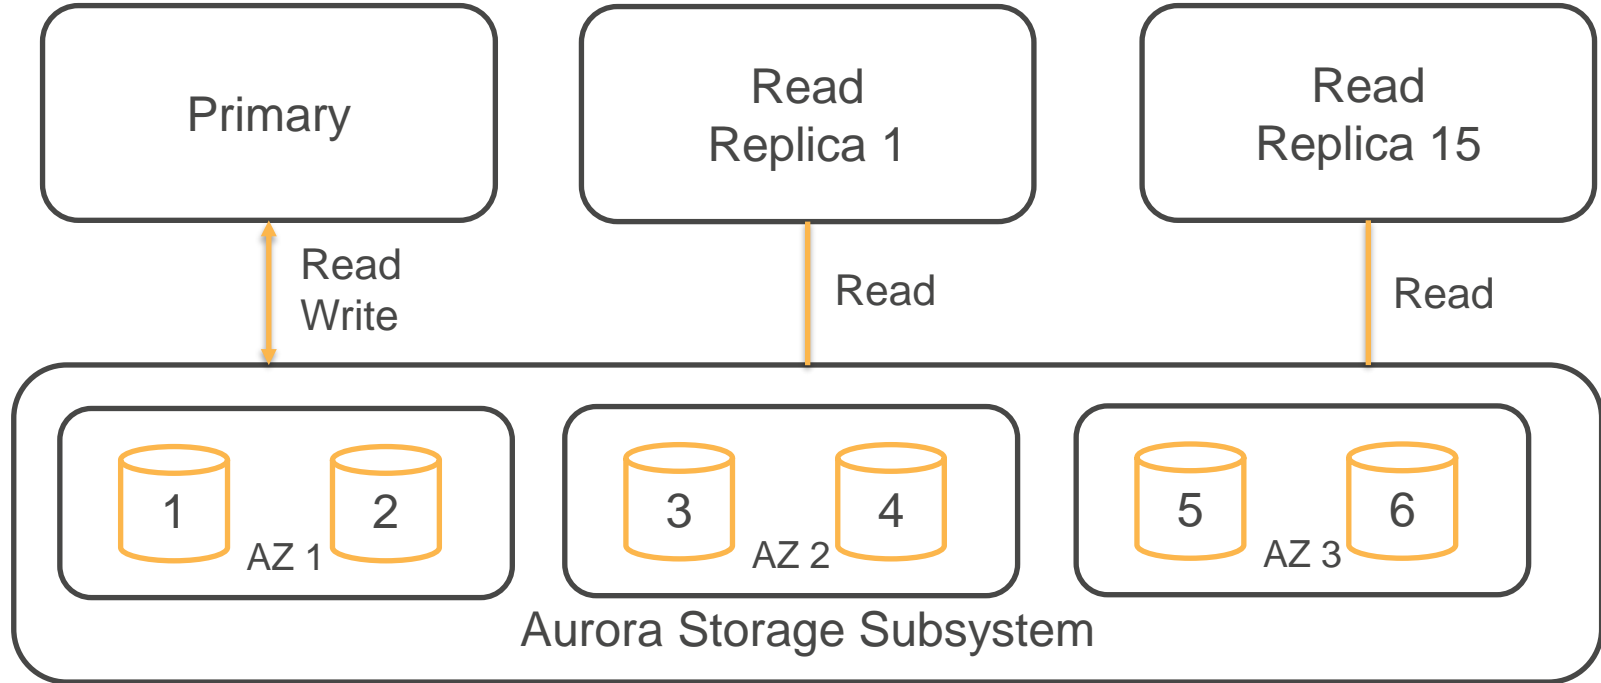 Primary
Read
Replica 1
Read
Replica 15
Read
Write
Read
Read
1
2
AZ 1
3
4
AZ 2
5
6
AZ 3
Aurora Storage Subsystem